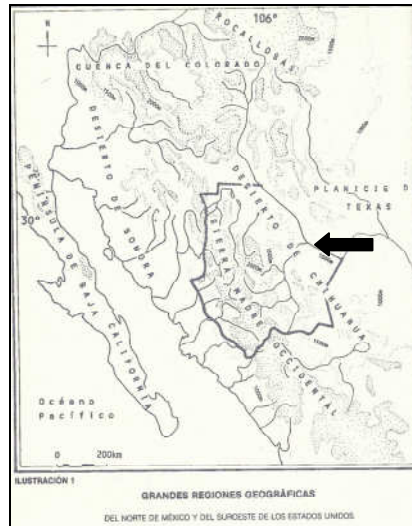 106°
N
ROCALLOSAS
CUENCA DEL COLORADO
DESIERTO DE SONORA
PENÍNSULA DE BAJA CALIFORNIA
30°
DESIERTO DE CHIHUAHUA
PLANICIE DE
TEXAS
SIERRA MADRE OCCIDENTAL
Océano
Pacífico
0 200km
ILUSTRACIÓN 1
GRANDES REGIONES GEOGRÁFICAS
DEL NORTE DE MÉXICO Y DEL SUROESTE DE LOS ESTADOS UNIDOS.